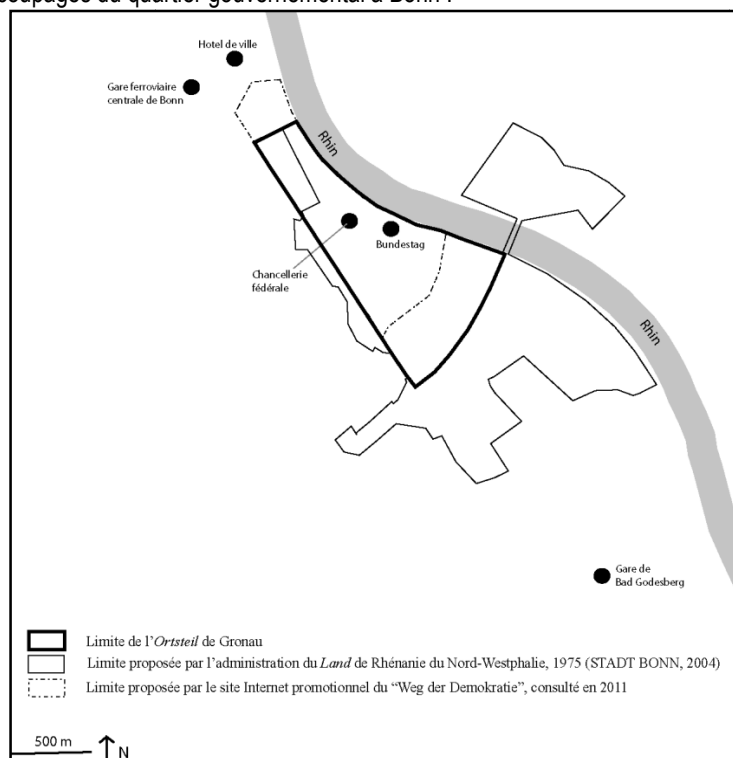 coupages du quartier gouvernemental à Bonn .
Hotel de ville
Gare ferroviaire
centrale de Bonn
Rhin
Bundestag
Chancellerie
fédérale
Rhin
Gare de
Bad Godesberg
Limite de l'Ortsteil de Gronau
Limite proposée par l'administration du Land de Rhénanie du Nord-Westphalie, 1975 (STADT BONN, 2004)
Limite proposée par le site Internet promotionnel du “Weg der Demokratie”, consulté en 2011
500 m
N